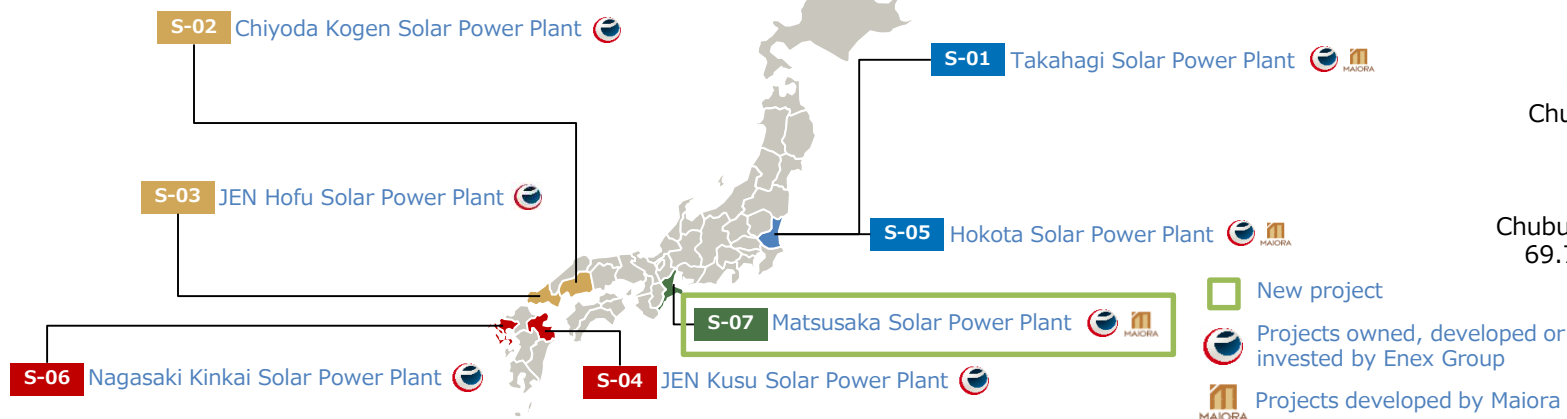 S-02 Chiyoda Kogen Solar Power Plant
S-01 Takahagi Solar Power Plant
MAIORA
Chu
S-03 JEN Hofu Solar Power Plant
S-05 Hokota Solar Power Plant
MAIORA
Chubu
69.7
New project
S-07 Matsusaka Solar Power Plant
MAIORA
Projects owned, developed or
invested by Enex Group
S-06 Nagasaki Kinkai Solar Power Plant
S-04 JEN Kusu Solar Power Plant
MAIORA
Projects developed by Maiora